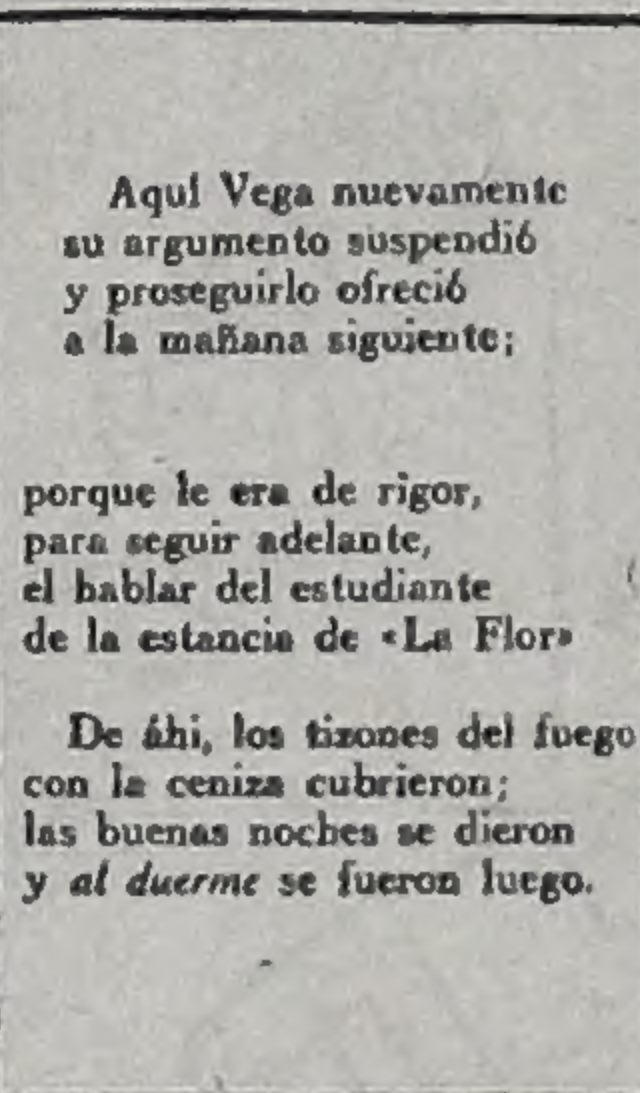 Aquí Vega nuevamente
su argumento suspendió
y proseguirlo ofreció
a la mañana siguiente;
porque le era de rigor,
para seguir adelante,
el hablar del estudiante
de la estancia de «La Flor»
De áhi, los tizones del fuego
con la ceniza cubrieron;
las buenas noches se dieron
y al duerme se fueron luego.